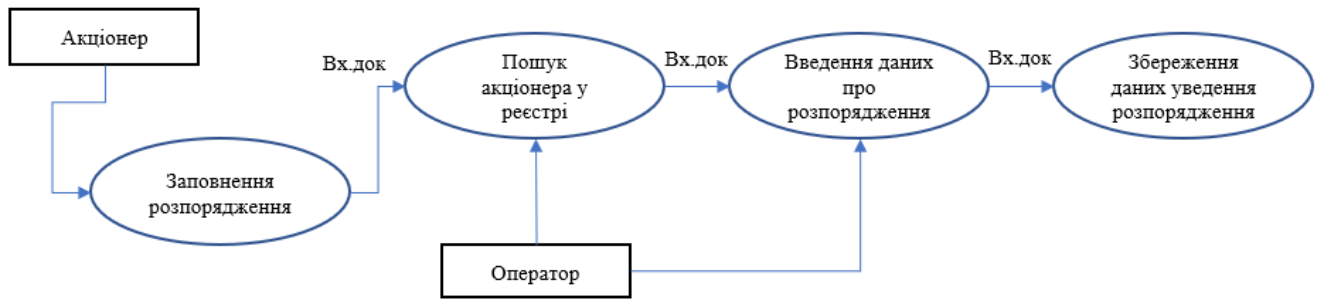 Акціонер
Вх.док
Пошук
акціонера у
реєстрі
Вх.док
Введення даних
про
розпорядження
Вх.док
Збереження
даних уведення
розпорядження
Заповнення
розпорядження
Оператор